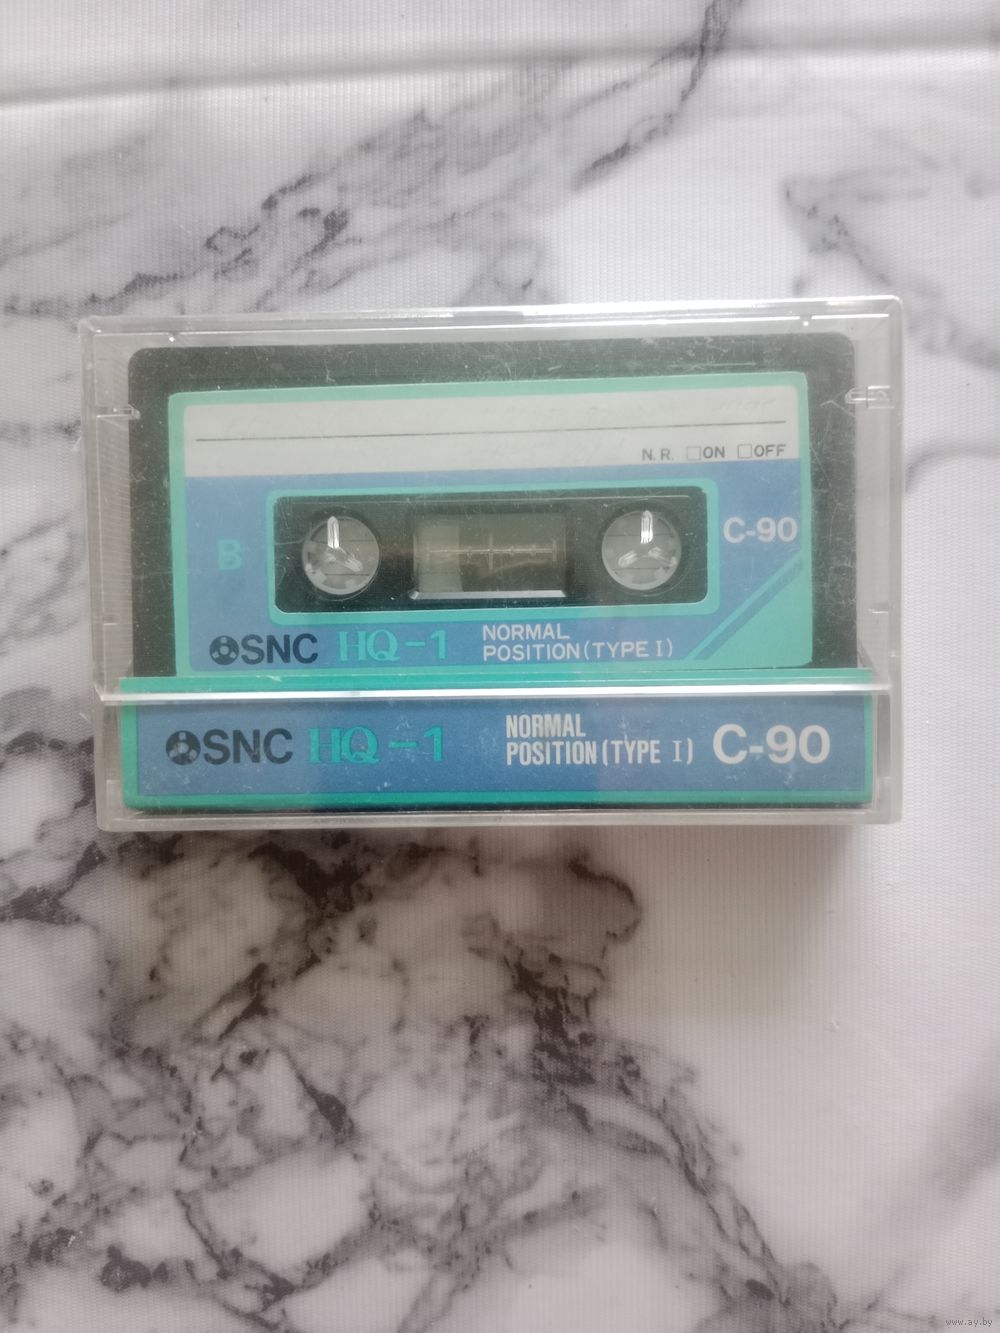 N.R. □ON □OFF
B
C-90
SNC HQ-1 NORMAL
POSITION(TYPE I)
SNC HQ-1 NORMAL
POSITION(TYPE I) C-90
www.ay.by